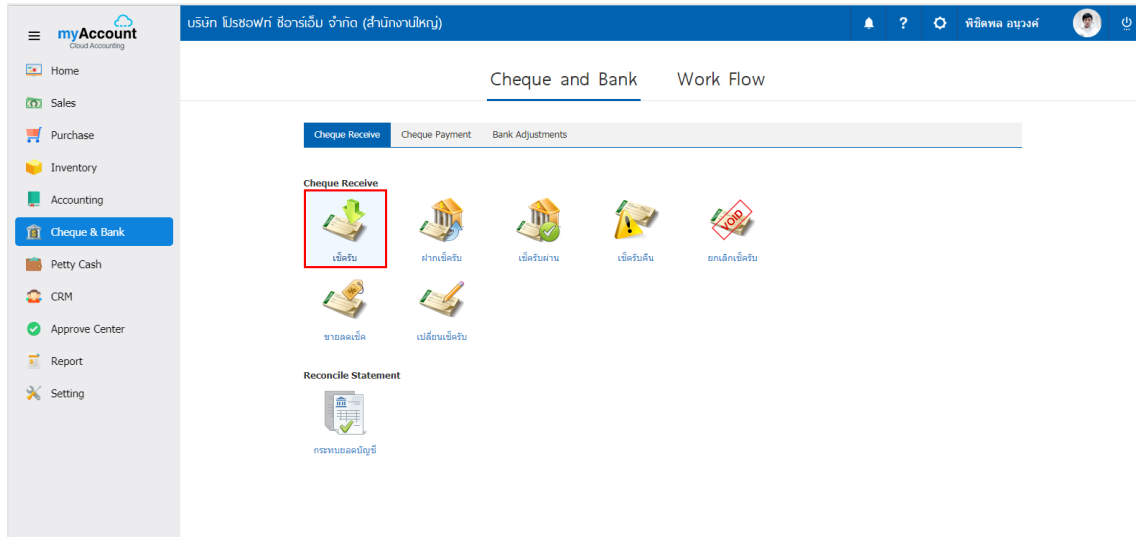 myAccount
Cloud Accounting
บริษัท โปรซอฟท์ ซีอาร์เอ็ม จำกัด (สำนักงานใหญ่)
?
พิชิตพล อนุวงค์
Home
Sales
Purchase
Inventory
Accounting
Cheque & Bank
Petty Cash
CRM
Approve Center
Report
Setting
Cheque and Bank
Work Flow
Cheque Receive
Cheque Payment
Bank Adjustments
Cheque Receive
VOID
เช็ครับ
ฝากเช็ครับ
เช็ครับผ่าน
เช็ครับคืน
ยกเลิกเช็ครับ
ขายลดเช็ค
เปลี่ยนเช็ครับ
Reconcile Statement
กระทบยอดบัญชี